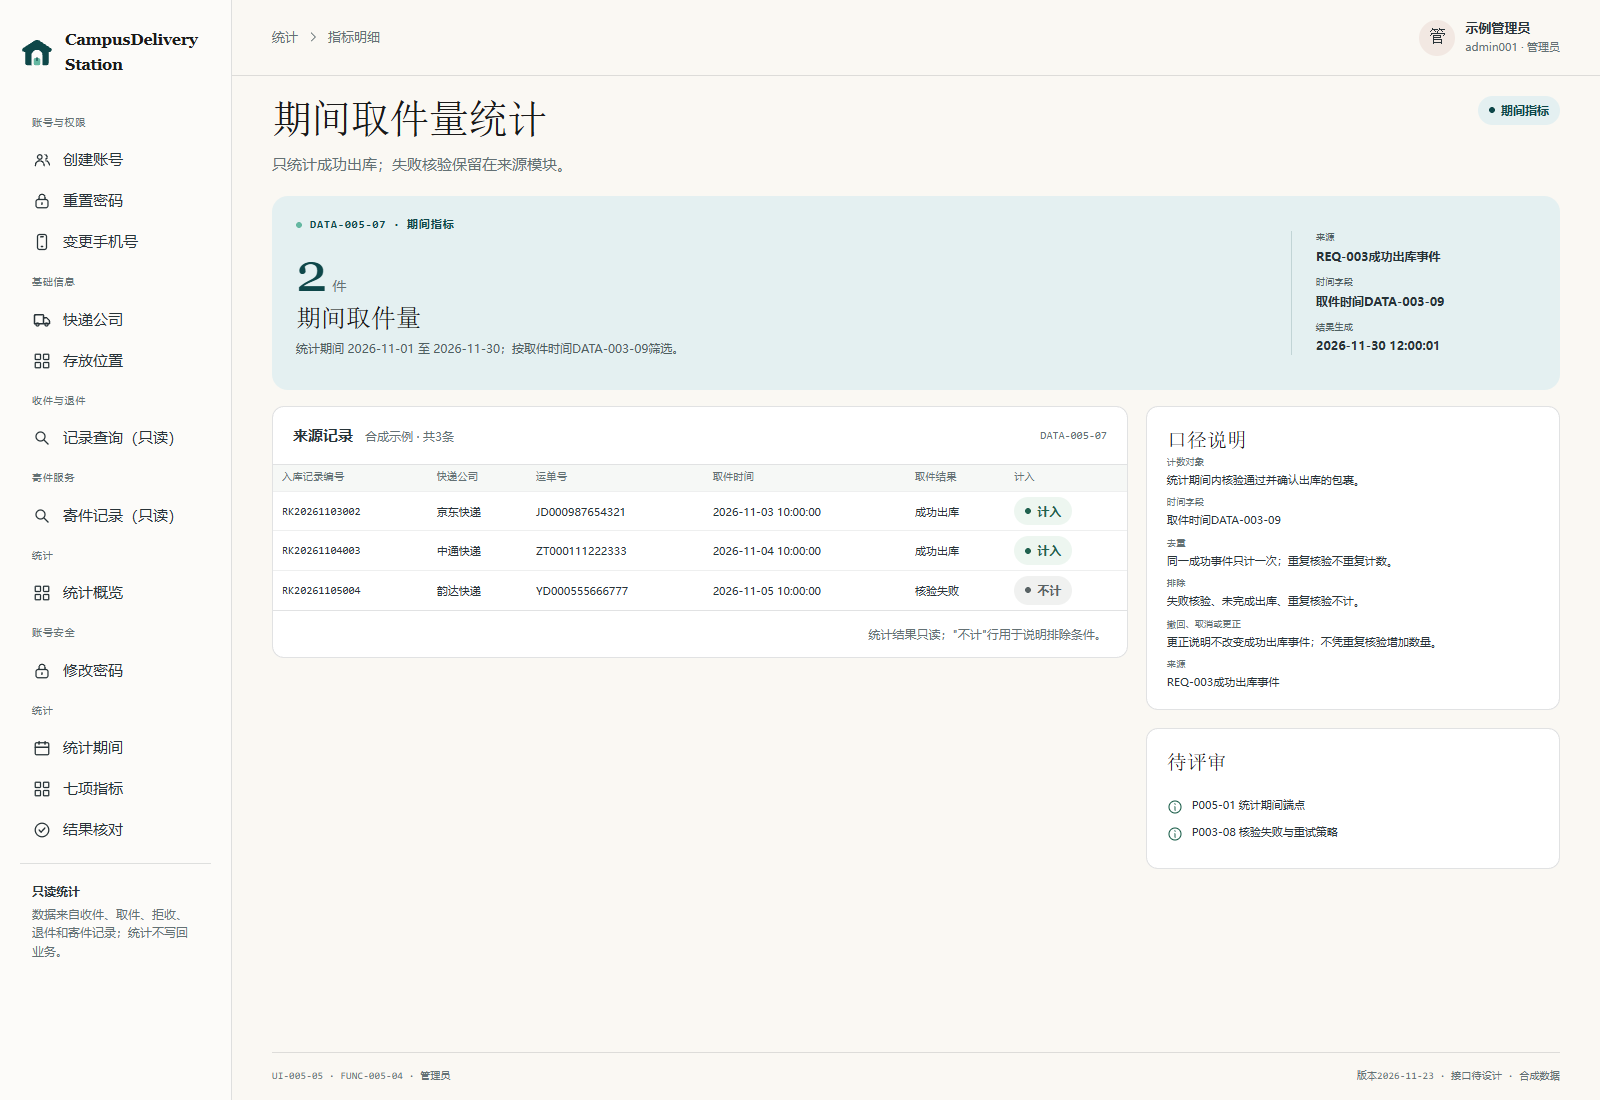 CampusDelivery
Station
账号与权限
创建账号
重置密码
变更手机号
基础信息
快递公司
存放位置
收件与退件
记录查询（只读）
寄件服务
寄件记录（只读）
统计
统计概览
账号安全
修改密码
统计
统计期间
七项指标
结果核对
只读统计
数据来自收件、取件、拒收、
退件和寄件记录；统计不写回
业务。
统计 > 指标明细
管
示例管理员
admin001 · 管理员
期间取件量统计
期间指标
只统计成功出库；失败核验保留在来源模块。
DATA-005-07 · 期间指标
2 件
期间取件量
统计期间 2026-11-01 至 2026-11-30；按取件时间DATA-003-09筛选。
来源
REQ-003成功出库事件
时间字段
取件时间DATA-003-09
结果生成
2026-11-30 12:00:01
来源记录 合成示例 · 共3条 DATA-005-07
入库记录编号 快递公司 运单号 取件时间 取件结果 计入
RK20261103002 京东快递 JD000987654321 2026-11-03 10:00:00 成功出库 计入
RK20261104003 中通快递 ZT000111222333 2026-11-04 10:00:00 成功出库 计入
RK20261105004 韵达快递 YD000555666777 2026-11-05 10:00:00 核验失败 不计
统计结果只读；"不计"行用于说明排除条件。
口径说明
计数对象
统计期间内核验通过并确认出库的包裹。
时间字段
取件时间DATA-003-09
去重
同一成功事件只计一次；重复核验不重复计数。
排除
失败核验、未完成出库、重复核验不计。
撤回、取消或更正
更正说明不改变成功出库事件；不凭重复核验增加数量。
来源
REQ-003成功出库事件
待评审
P005-01 统计期间端点
P003-08 核验失败与重试策略
UI-005-05 · FUNC-005-04 · 管理员
版本2026-11-23 · 接口待设计 · 合成数据